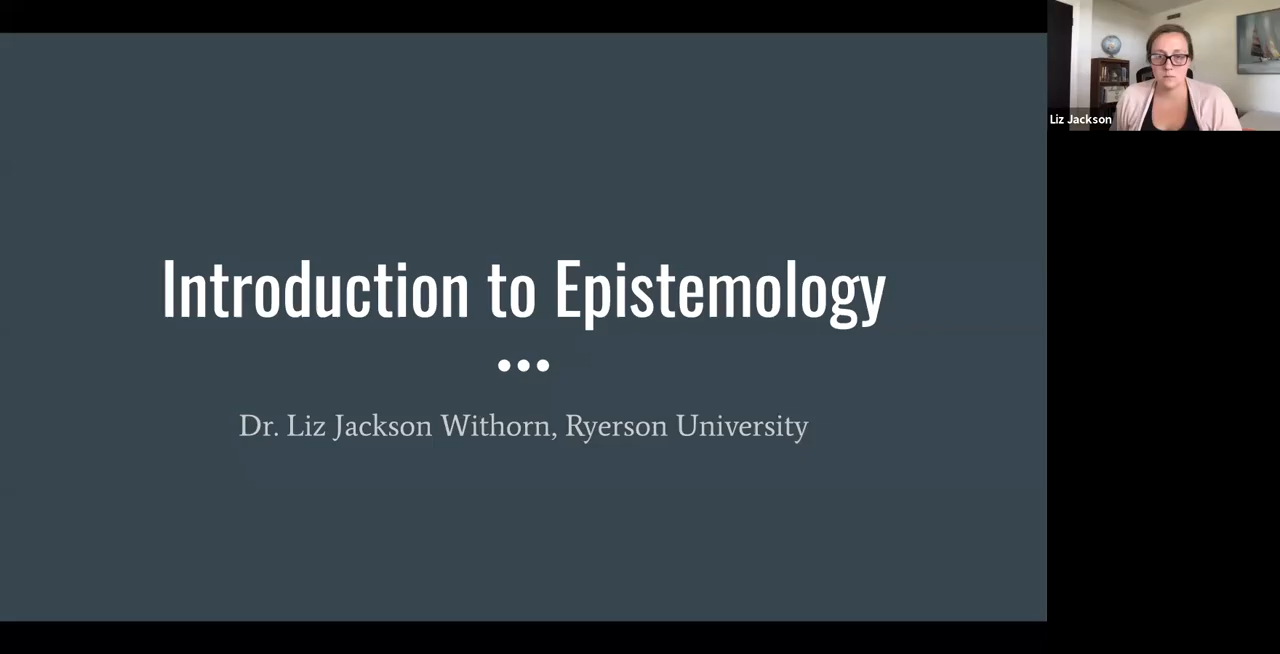 Introduction to Epistemology
Dr. Liz Jackson Withorn, Ryerson University
Liz Jackson